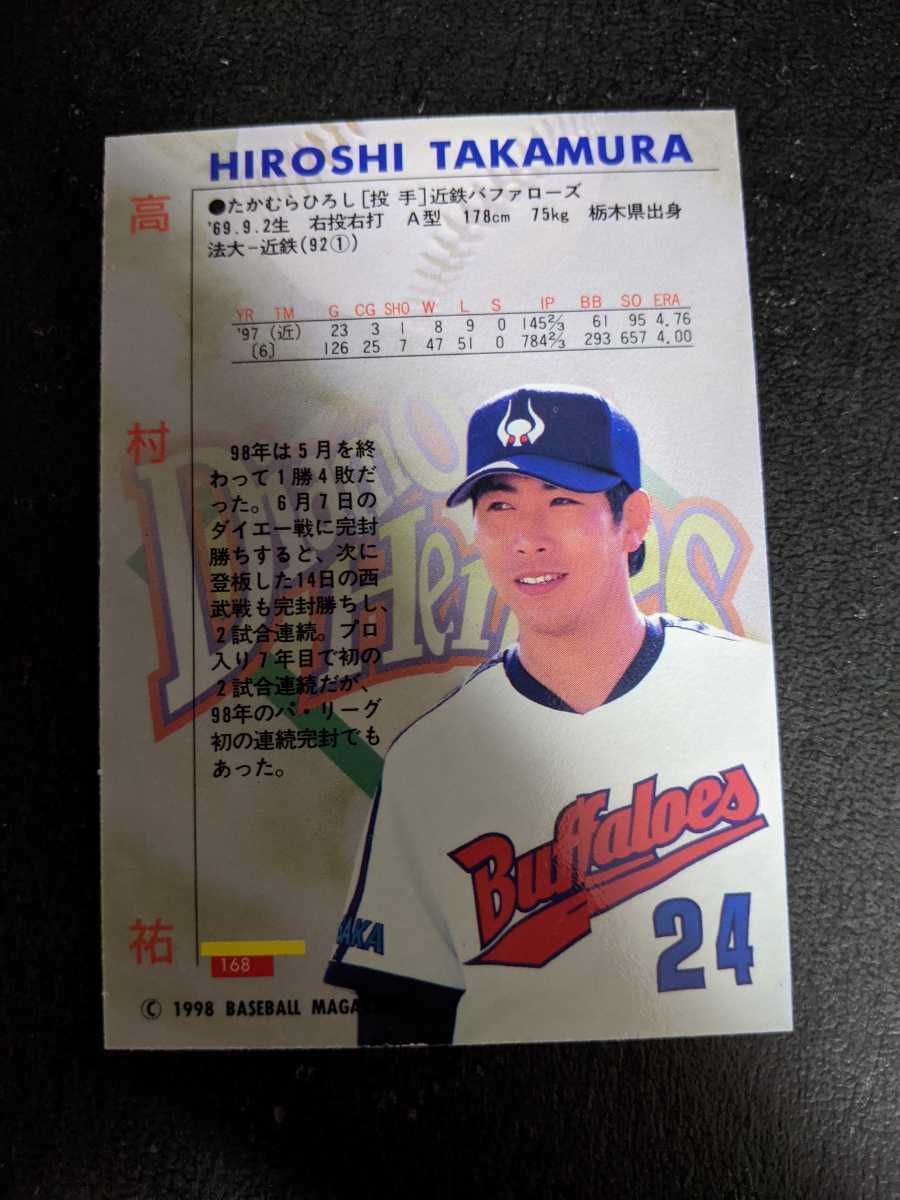 HIROSHI TAKAMURA
高村祐
●たかむらひろし[投 手]近鉄バファローズ
'69.9.2生 右投右打 A型 178cm 75kg 栃木県出身
法大−近鉄(92①)
YR TM G CG SHO W L S IP BB SO ERA
'97 (近) 23 3 1 8 9 0 145⅔ 61 95 4.76
[6] 126 25 7 47 51 0 784⅔ 293 657 4.00
98年は5月を終
わって1勝4敗だ
った。6月7日の
ダイエー戦に完封
勝ちすると、次に
登板した14日の西
武戦も完封勝ちし、
2試合連続。プロ
入り7年目で初の
2試合連続だが、
98年のパ・リーグ
初の連続完封でも
あった。
Buffaloes
24
AKA
168
© 1998 BASEBALL MAGA